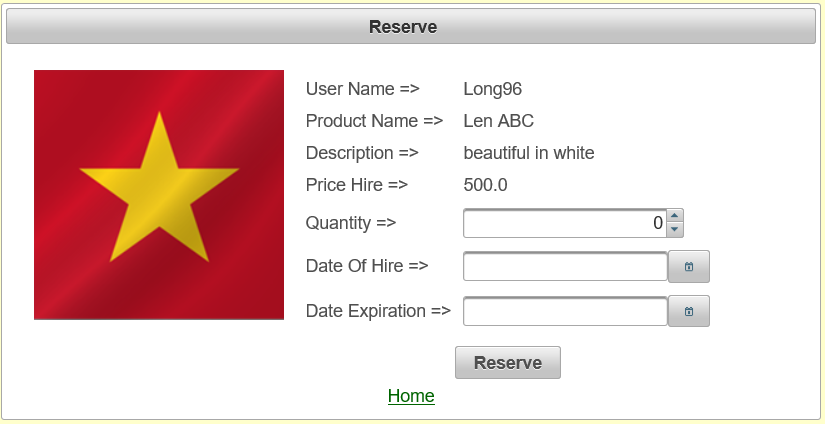 Reserve
User Name => Long96
Product Name => Len ABC
Description => beautiful in white
Price Hire => 500.0
Quantity => 0
Date Of Hire =>
Date Expiration =>
Reserve
Home